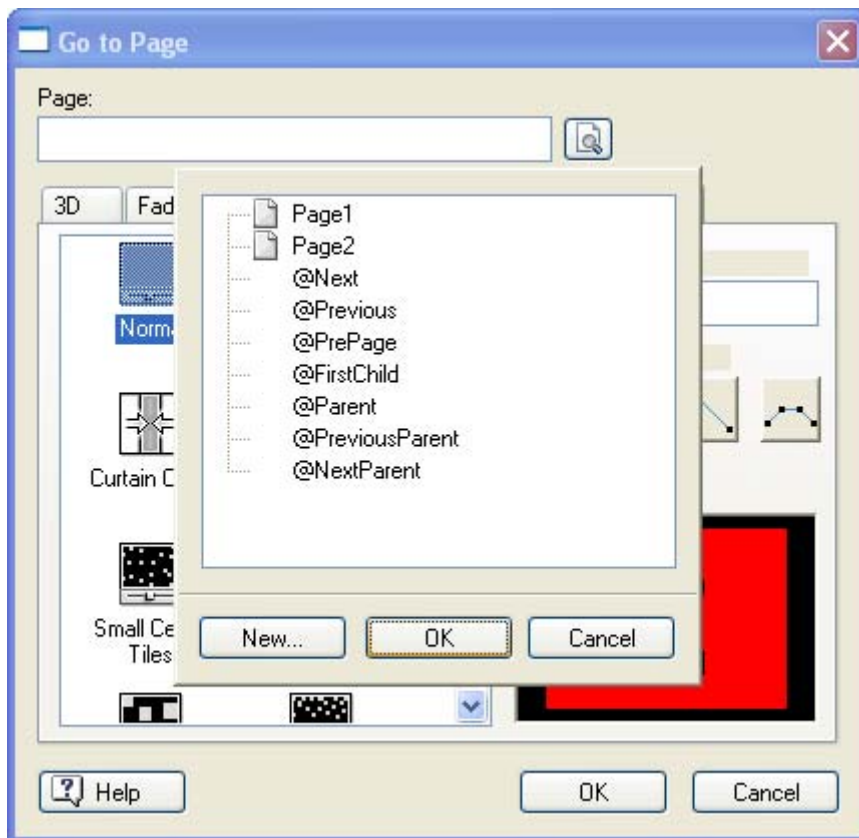 Go to Page
Page:
3D
Fad
Page1
Page2
@Next
@Previous
@PrePage
@FirstChild
@Parent
@PreviousParent
@NextParent
Norma
Curtain C
Small Ce
Tiles
New...
OK
Cancel
Help
OK
Cancel